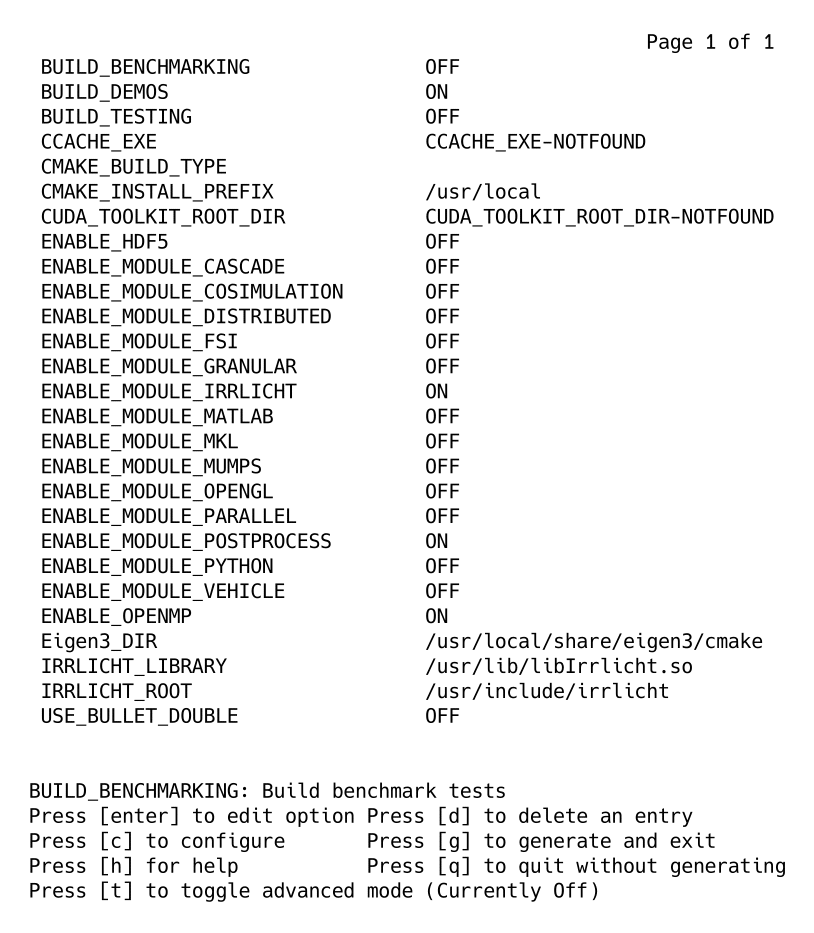 Page 1 of 1
BUILD_BENCHMARKING OFF
BUILD_DEMOS ON
BUILD_TESTING OFF
CCACHE_EXE CCACHE_EXE-NOTFOUND
CMAKE_BUILD_TYPE
CMAKE_INSTALL_PREFIX /usr/local
CUDA_TOOLKIT_ROOT_DIR CUDA_TOOLKIT_ROOT_DIR-NOTFOUND
ENABLE_HDF5 OFF
ENABLE_MODULE_CASCADE OFF
ENABLE_MODULE_COSIMULATION OFF
ENABLE_MODULE_DISTRIBUTED OFF
ENABLE_MODULE_FSI OFF
ENABLE_MODULE_GRANULAR OFF
ENABLE_MODULE_IRRLICHT ON
ENABLE_MODULE_MATLAB OFF
ENABLE_MODULE_MKL OFF
ENABLE_MODULE_MUMPS OFF
ENABLE_MODULE_OPENGL OFF
ENABLE_MODULE_PARALLEL OFF
ENABLE_MODULE_POSTPROCESS ON
ENABLE_MODULE_PYTHON OFF
ENABLE_MODULE_VEHICLE OFF
ENABLE_OPENMP ON
Eigen3_DIR /usr/local/share/eigen3/cmake
IRRLICHT_LIBRARY /usr/lib/libIrrlicht.so
IRRLICHT_ROOT /usr/include/irrlicht
USE_BULLET_DOUBLE OFF
BUILD_BENCHMARKING: Build benchmark tests
Press [enter] to edit option Press [d] to delete an entry
Press [c] to configure Press [g] to generate and exit
Press [h] for help Press [q] to quit without generating
Press [t] to toggle advanced mode (Currently Off)